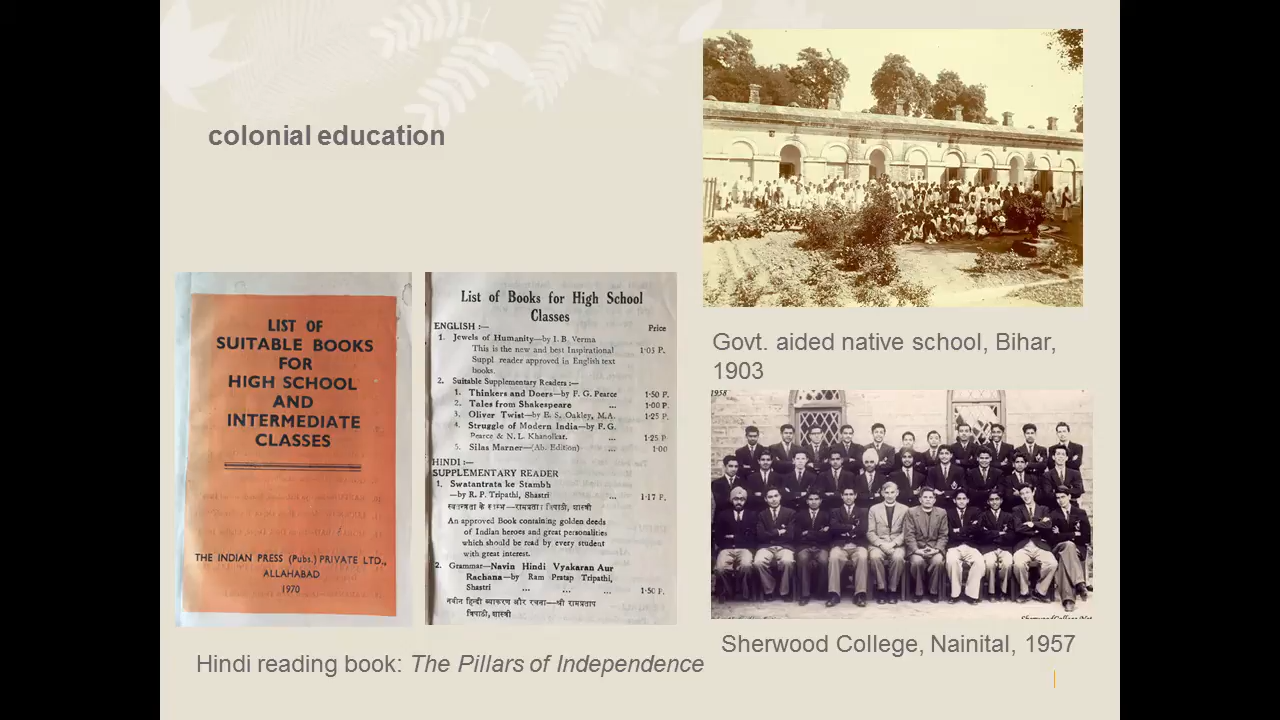 colonial education
Govt. aided native school, Bihar,
1903
LIST OF
SUITABLE BOOKS
FOR
HIGH SCHOOL
AND
INTERMEDIATE
CLASSES
THE INDIAN PRESS (Pubs.) PRIVATE LTD.,
ALLAHABAD
1970
List of Books for High School
Classes
ENGLISH :— Price
1. Jewels of Humanity—by I. B. Verma
This is the new and best Inspirational 1·05 P.
Suppl reader approved in English text
books.
2. Suitable Supplementary Readers :—
1. Thinkers and Doers—by F. G. Pearce 1·50 P.
2. Tales from Shakespeare ... 1·00 P.
3. Oliver Twist—by E. S. Oakley, M.A. 1·25 P.
4. Struggle of Modern India—by F. G.
Pearce & N. L. Khanolkar. ... 1·25 P.
5. Silas Marner—(Ab. Edition) ... 1·00
HINDI :—
SUPPLEMENTARY READER
1. Swatantrata ke Stambh
—by R. P. Tripathi, Shastri ... 1·17 P.
स्वतन्त्रता के स्तम्भ—रामप्रताप त्रिपाठी, शास्त्री
An approved Book containing golden deeds
of Indian heroes and great personalities
which should be read by every student
with great interest.
2. Grammar—Navin Hindi Vyakaran Aur
Rachana—by Ram Pratap Tripathi,
Shastri ... ... ... 1·50 P.
नवीन हिन्दी व्याकरण और रचना—श्री रामप्रताप
त्रिपाठी, शास्त्री
Hindi reading book: The Pillars of Independence
1958
SherwoodCollege.Net
Sherwood College, Nainital, 1957